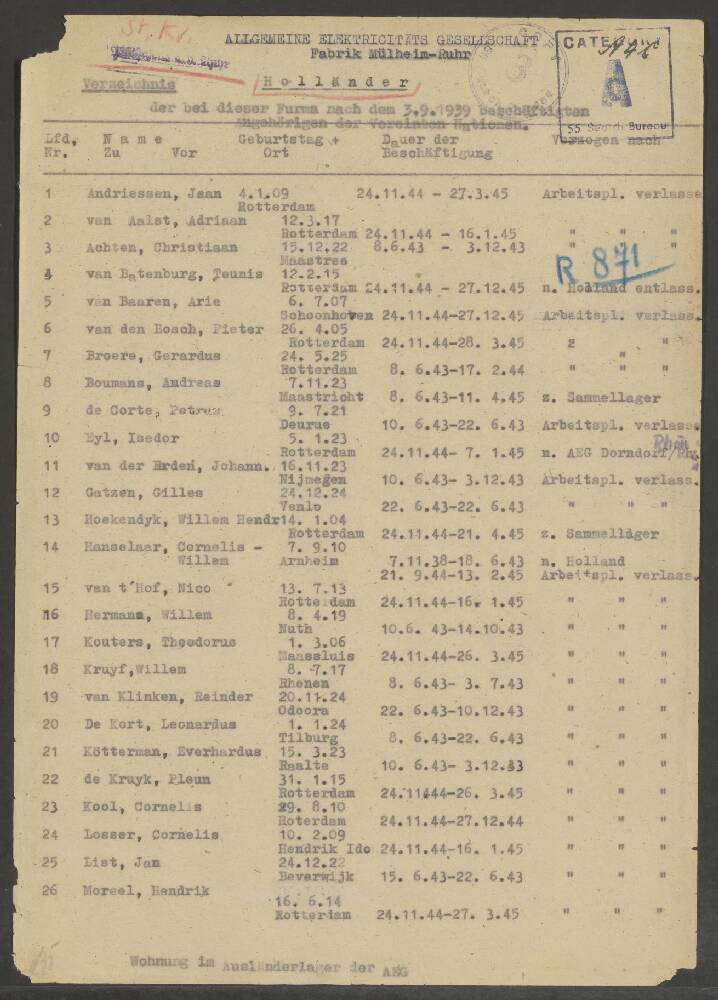 St. Kr.
ALLGEMEINE ELEKTRICITÄTS GESELLSCHAFT
Fabrik Mülheim-Ruhr
CATE
A
55 Search Bureau
Verzeichnis Holländer
der bei dieser Furma nach dem 3.9.1939 beschäftigten
Angehörigen der Vereinten Nationen.
Lfd. Name Geburtstag + Dauer der Verzogen nach
Nr. Zu Vor Ort Beschäftigung
1 Andriessen, Jaan 4.1.09 24.11.44 - 27.3.45 Arbeitspl. verlasse
Rotterdam
2 van Aalst, Adriaan 12.3.17
Rotterdam 24.11.44 - 16.1.45 " " "
3 Achten, Christiaan 15.12.22 8.6.43 - 3.12.43 " " "
Maastree
R 871
4 van Batenburg, Teunis 12.2.15
Rotterdam 24.11.44 - 27.12.45 n. Holland entlass.
5 van Baaren, Arie 6. 7.07
Schoonhoven 24.11.44-27.12.45 Arbeitspl. verlass.
6 van den Bosch, Pieter 26. 4.05
Rotterdam 24.11.44-28. 3.45 " "
7 Broere, Gerardus 24. 5.25 "
Rotterdam 8. 6.43-17. 2.44 " " "
8 Boumans, Andreas 7.11.23
Maastricht 8. 6.43-11. 4.45 z. Sammellager
9 de Corte, Petrus 9. 7.21
Deurne 10. 6.43-22. 6.43 Arbeitspl. verlasse
10 Eyl, Isedor 5. 1.23
Rotterdam 24.11.44- 7. 1.45 n. AEG Dorndorf/Rhön
11 van der Erden, Johann. 16.11.23
Nijmegen 10. 6.43- 3.12.43 Arbeitspl. verlass.
12 Gatzen, Gilles 24.12.24
Venlo 22. 6.43-22. 6.43 " " "
13 Hoekendyk, Willem Hendr14. 1.04
Rotterdam 24.11.44-21. 4.45 z. Sammellager
14 Hanselaar, Cornelis - 7. 9.10
Willem Arnheim 7.11.38-18. 6.43 n. Holland
21. 9.44-13. 2.45 Arbeitspl. verlass.
15 van t'Hof, Nico 13. 7.13
Rotterdam 24.11.44-16. 1.45 " " "
16 Hermans, Willem 8. 4.19
Nuth 10.6. 43-14.10.43 " " "
17 Kouters, Theodorus 1. 3.06
Maassluis 24.11.44-26. 3.45 " " "
18 Kruyf,Willem 8. 7.17
Rhenen 8. 6.43- 3. 7.43 " " "
19 van Klinken, Reinder 20.11.24
Odoorn 22. 6.43-10.12.43 " " "
20 De Kort, Leonardus 1. 1.24
Tilburg 8. 6.43-22. 6.43 " " "
21 Kötterman, Everhardus 15. 3.23
Raalte 10. 6.43- 3.12.43 " " "
22 de Kruyk, Pleun 31. 1.15
Rotterdam 24.11.44-26. 3.45 " " "
23 Kool, Cornelis 29. 8.10
Roterdam 24.11.44-27.12.44 " " "
24 Losser, Cornelis 10. 2.09
Hendrik Ido 24.11.44-16. 1.45 " " "
25 List, Jan 24.12.22
Beverwijk 15. 6.43-22. 6.43 " " "
26 Moreel, Hendrik
16. 6.14
Rotterdam 24.11.44-27. 3.45 " " "
Wohnung im Ausländerlager der AEG